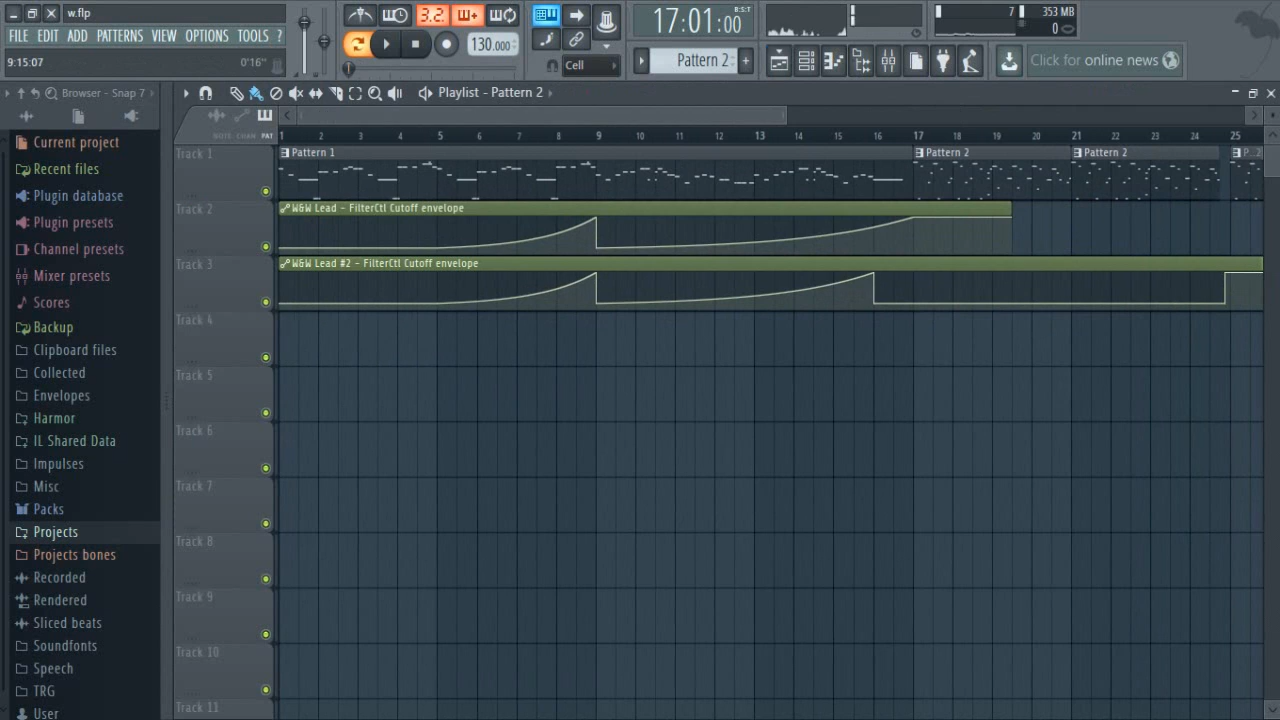 w.flp
FILE EDIT ADD PATTERNS VIEW OPTIONS TOOLS ?
9:15:07 0'16"
3.2.
130.000
Cell
17:01:00 B:S:T
Pattern 2
7
353 MB
0
Click for online news
Browser - Snap 7
Playlist - Pattern 2
NOTE CHAN PAT
1 2 3 4 5 6 7 8 9 10 11 12 13 14 15 16 17 18 19 20 21 22 23 24 25
Current project
Recent files
Plugin database
Plugin presets
Channel presets
Mixer presets
Scores
Backup
Clipboard files
Collected
Envelopes
Harmor
IL Shared Data
Impulses
Misc
Packs
Projects
Projects bones
Recorded
Rendered
Sliced beats
Soundfonts
Speech
TRG
User
Track 1
Pattern 1
Pattern 2
Pattern 2
P..2
Track 2
W&W Lead - FilterCtl Cutoff envelope
Track 3
W&W Lead #2 - FilterCtl Cutoff envelope
Track 4
Track 5
Track 6
Track 7
Track 8
Track 9
Track 10
Track 11